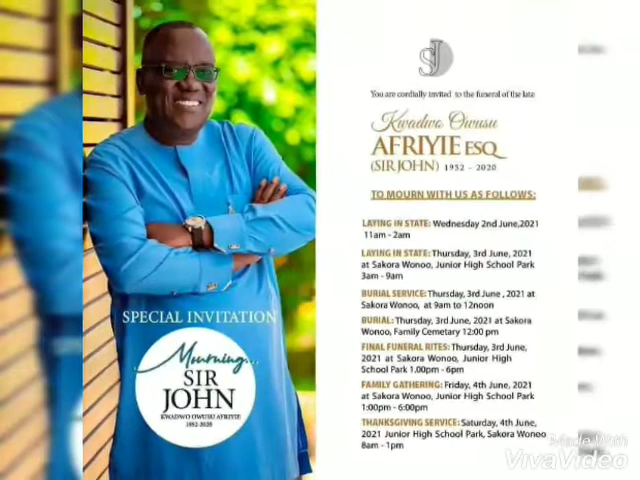 SPECIAL INVITATION
Mourning...
SIR
JOHN
KWADWO OWUSU AFRIYIE
1952-2020
SJ
You are cordially invited to the funeral of the late
Kwadwo Owusu
AFRIYIE ESQ
(SIR JOHN) 1952 - 2020
TO MOURN WITH US AS FOLLOWS:
LAYING IN STATE: Wednesday 2nd June,2021
11am - 2am
LAYING IN STATE: Thursday, 3rd June, 2021
at Sakora Wonoo, Junior High School Park
3am - 9am
BURIAL SERVICE: Thursday, 3rd June , 2021 at
Sakora Wonoo, at 9am to 12noon
BURIAL: Thursday, 3rd June, 2021 at Sakora
Wonoo, Family Cemetary 12:00 pm
FINAL FUNERAL RITES: Thursday, 3rd June,
2021 at Sakora Wonoo, Junior High
School Park 1.00pm - 6pm
FAMILY GATHERING: Friday, 4th June, 2021
at Sakora Wonoo, Junior High School Park
1:00pm - 6:00pm
THANKSGIVING SERVICE: Saturday, 4th June,
2021 Junior High School Park, Sakora Wonoo
8am - 1pm
Made With
VivaVideo